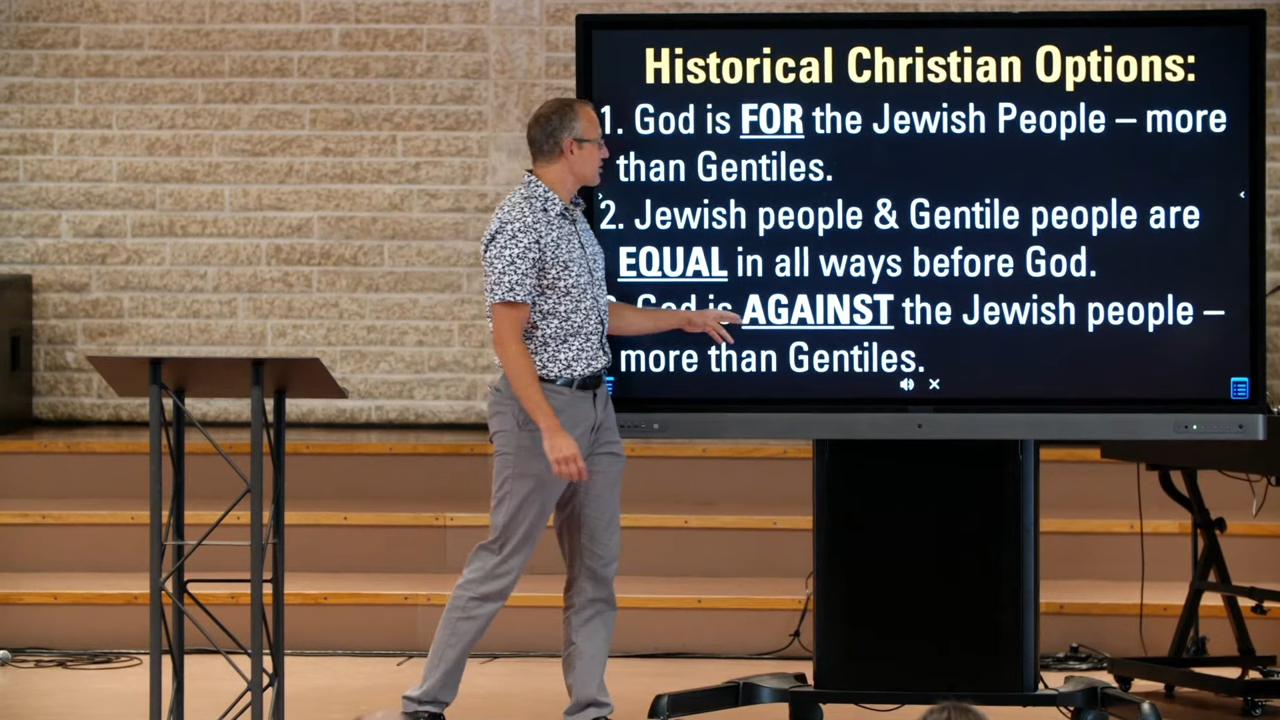 Historical Christian Options:
1. God is FOR the Jewish People – more
than Gentiles.
2. Jewish people & Gentile people are
EQUAL in all ways before God.
God is AGAINST the Jewish people –
more than Gentiles.